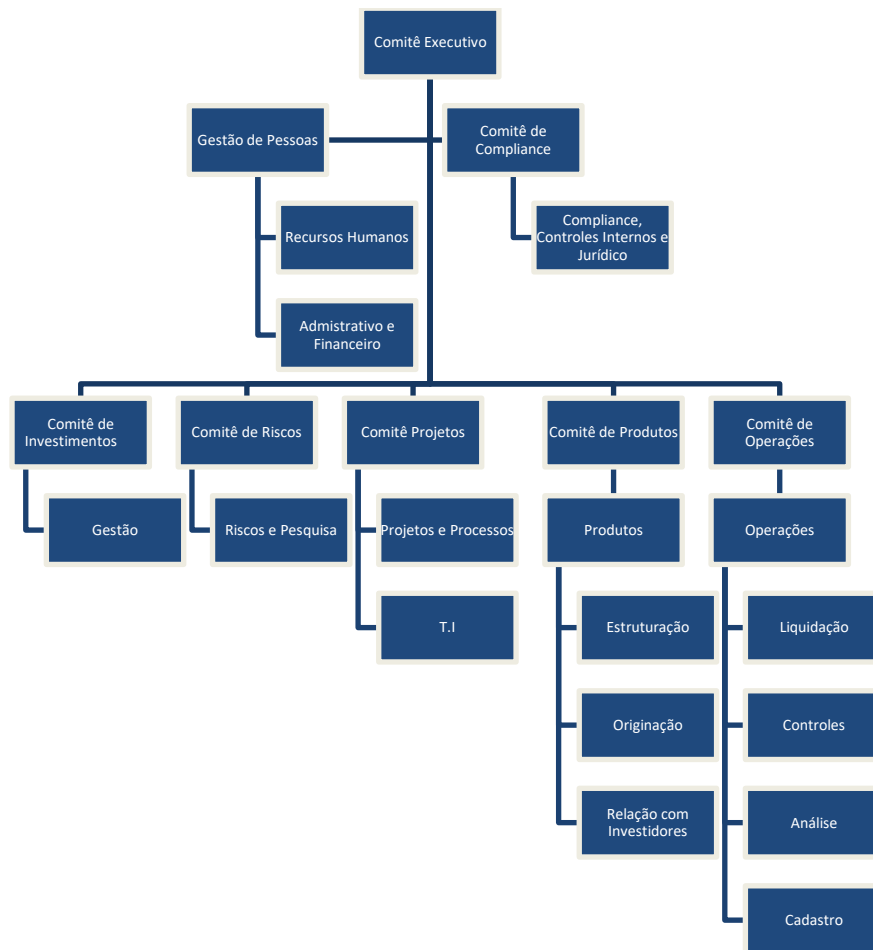 Comitê Executivo
Gestão de Pessoas
Comitê de
Compliance
Recursos Humanos
Compliance,
Controles Internos e
Jurídico
Admistrativo e
Financeiro
Comitê de
Investimentos
Comitê de Riscos
Comitê Projetos
Comitê de Produtos
Comitê de
Operações
Gestão
Riscos e Pesquisa
Projetos e Processos
Produtos
Operações
T.I
Estruturação
Liquidação
Originação
Controles
Relação com
Investidores
Análise
Cadastro